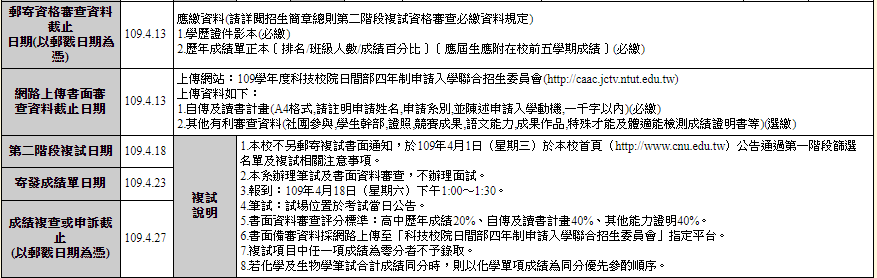 郵寄資格審查資料
截止
日期(以郵戳日期為
憑)
109.4.13
應繳資料(請詳閱招生簡章總則第二階段複試資格審查必繳資料規定)
1.學歷證件影本(必繳)
2.歷年成績單正本〔排名/班級人數/成績百分比〕〔應屆生應附在校前五學期成績〕(必繳)
網路上傳書面審
查資料截止日期
109.4.13
上傳網站：109學年度科技校院日間部四年制申請入學聯合招生委員會(http://caac.jctv.ntut.edu.tw)
上傳資料如下：
1.自傳及讀書計畫(A4格式,請註明申請姓名,申請系別,並陳述申請入學動機,一千字以內)(必繳)
2.其他有利審查資料(社團參與,學生幹部,證照,競賽成果,語文能力,成果作品,特殊才能及體適能檢測成績證明書等)(選繳)
第二階段複試日期
109.4.18
寄發成績單日期
109.4.23
成績複查或申訴截
止
(以郵戳日期為憑)
109.4.27
複試
說明
1.本校不另郵寄複試書面通知，於109年4月1日（星期三）於本校首頁（http://www.cnu.edu.tw）公告通過第一階段篩選
名單及複試相關注意事項。
2.本系辦理筆試及書面資料審查，不辦理面試。
3.報到：109年4月18日（星期六）下午1:00～1:30。
4.筆試：試場位置於考試當日公告。
5.書面資料審查評分標準：高中歷年成績20%、自傳及讀書計畫40%、其他能力證明40%。
6.書面備審資料採網路上傳至「科技校院日間部四年制申請入學聯合招生委員會」指定平台。
7.複試項目中任一項成績為零分者不予錄取。
8.若化學及生物學筆試合計成績同分時，則以化學單項成績為同分優先參酌順序。